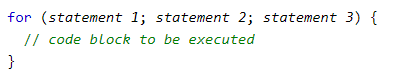 for (statement 1; statement 2; statement 3) {
  // code block to be executed
}